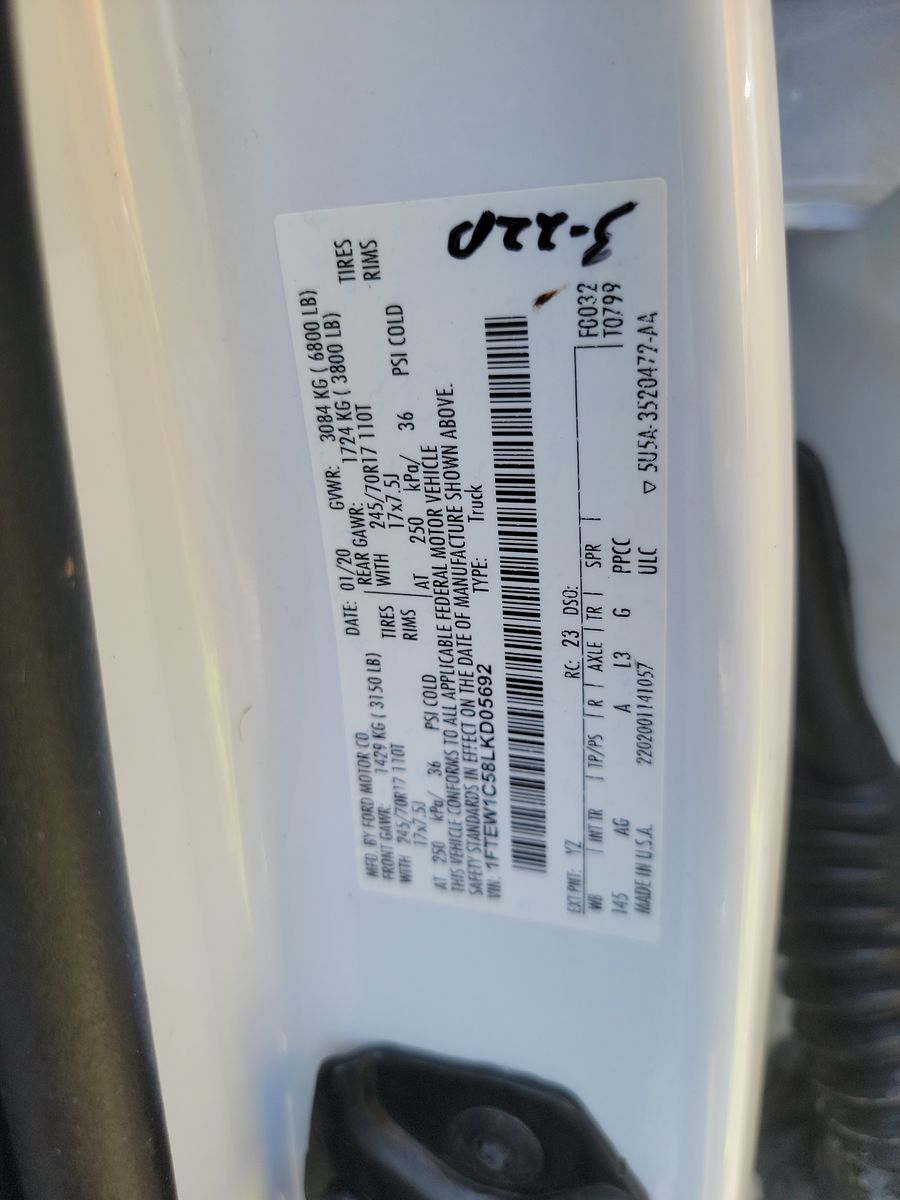 MFD. BY FORD MOTOR CO.
DATE: 01/20 GVWR: 3084 KG ( 6800 LB)
FRONT GAWR: 1429 KG ( 3150 LB) REAR GAWR: 1724 KG ( 3800 LB)
WITH 245/70R17 110T TIRES WITH 245/70R17 110T TIRES
17x7.5J RIMS 17x7.5J RIMS
AT 250 kPa/ 36 PSI COLD AT 250 kPa/ 36 PSI COLD
THIS VEHICLE CONFORMS TO ALL APPLICABLE FEDERAL MOTOR VEHICLE
SAFETY STANDARDS IN EFFECT ON THE DATE OF MANUFACTURE SHOWN ABOVE.
VIN: 1FTEW1C58LKD05692 TYPE: Truck
3-22P
EXT PNT: YZ RC: 23 DSO: F0032
WB INT TR TP/PS R AXLE TR SPR T0799
145 AG A L3 G PPCC
MADE IN U.S.A. 2202001141057 ULC ▽ 5U5A-3520472-AA